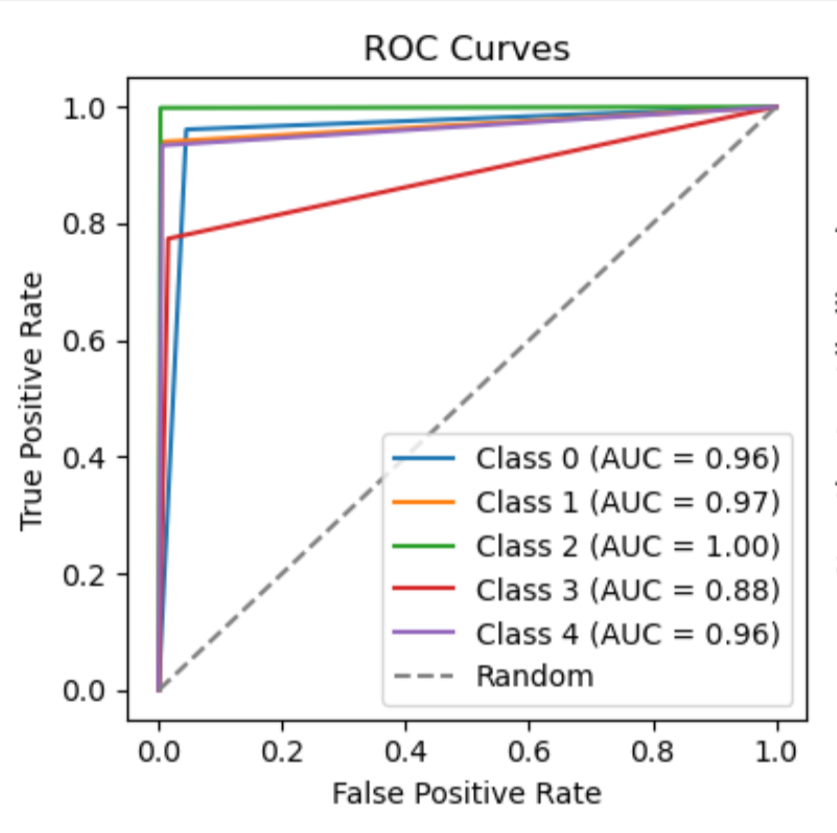 ROC Curves
True Positive Rate
1.0
0.8
0.6
0.4
0.2
0.0
Class 0 (AUC = 0.96)
Class 1 (AUC = 0.97)
Class 2 (AUC = 1.00)
Class 3 (AUC = 0.88)
Class 4 (AUC = 0.96)
Random
0.0 0.2 0.4 0.6 0.8 1.0
False Positive Rate